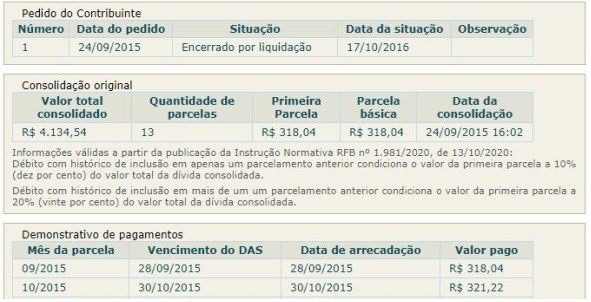 Pedido do Contribuinte
Número Data do pedido Situação Data da situação Observação
1 24/09/2015 Encerrado por liquidação 17/10/2016
Consolidação original
Valor total consolidado Quantidade de parcelas Primeira Parcela Parcela básica Data da consolidação
R$ 4.134,54 13 R$ 318,04 R$ 318,04 24/09/2015 16:02
Informações válidas a partir da publicação da Instrução Normativa RFB nº 1.981/2020, de 13/10/2020:
Débito com histórico de inclusão em apenas um parcelamento anterior condiciona o valor da primeira parcela a 10%
(dez por cento) do valor total da dívida consolidada.
Débito com histórico de inclusão em mais de um um parcelamento anterior condiciona o valor da primeira parcela a
20% (vinte por cento) do valor total da dívida consolidada.
Demonstrativo de pagamentos
Mês da parcela Vencimento do DAS Data de arrecadação Valor pago
09/2015 28/09/2015 28/09/2015 R$ 318,04
10/2015 30/10/2015 30/10/2015 R$ 321,22